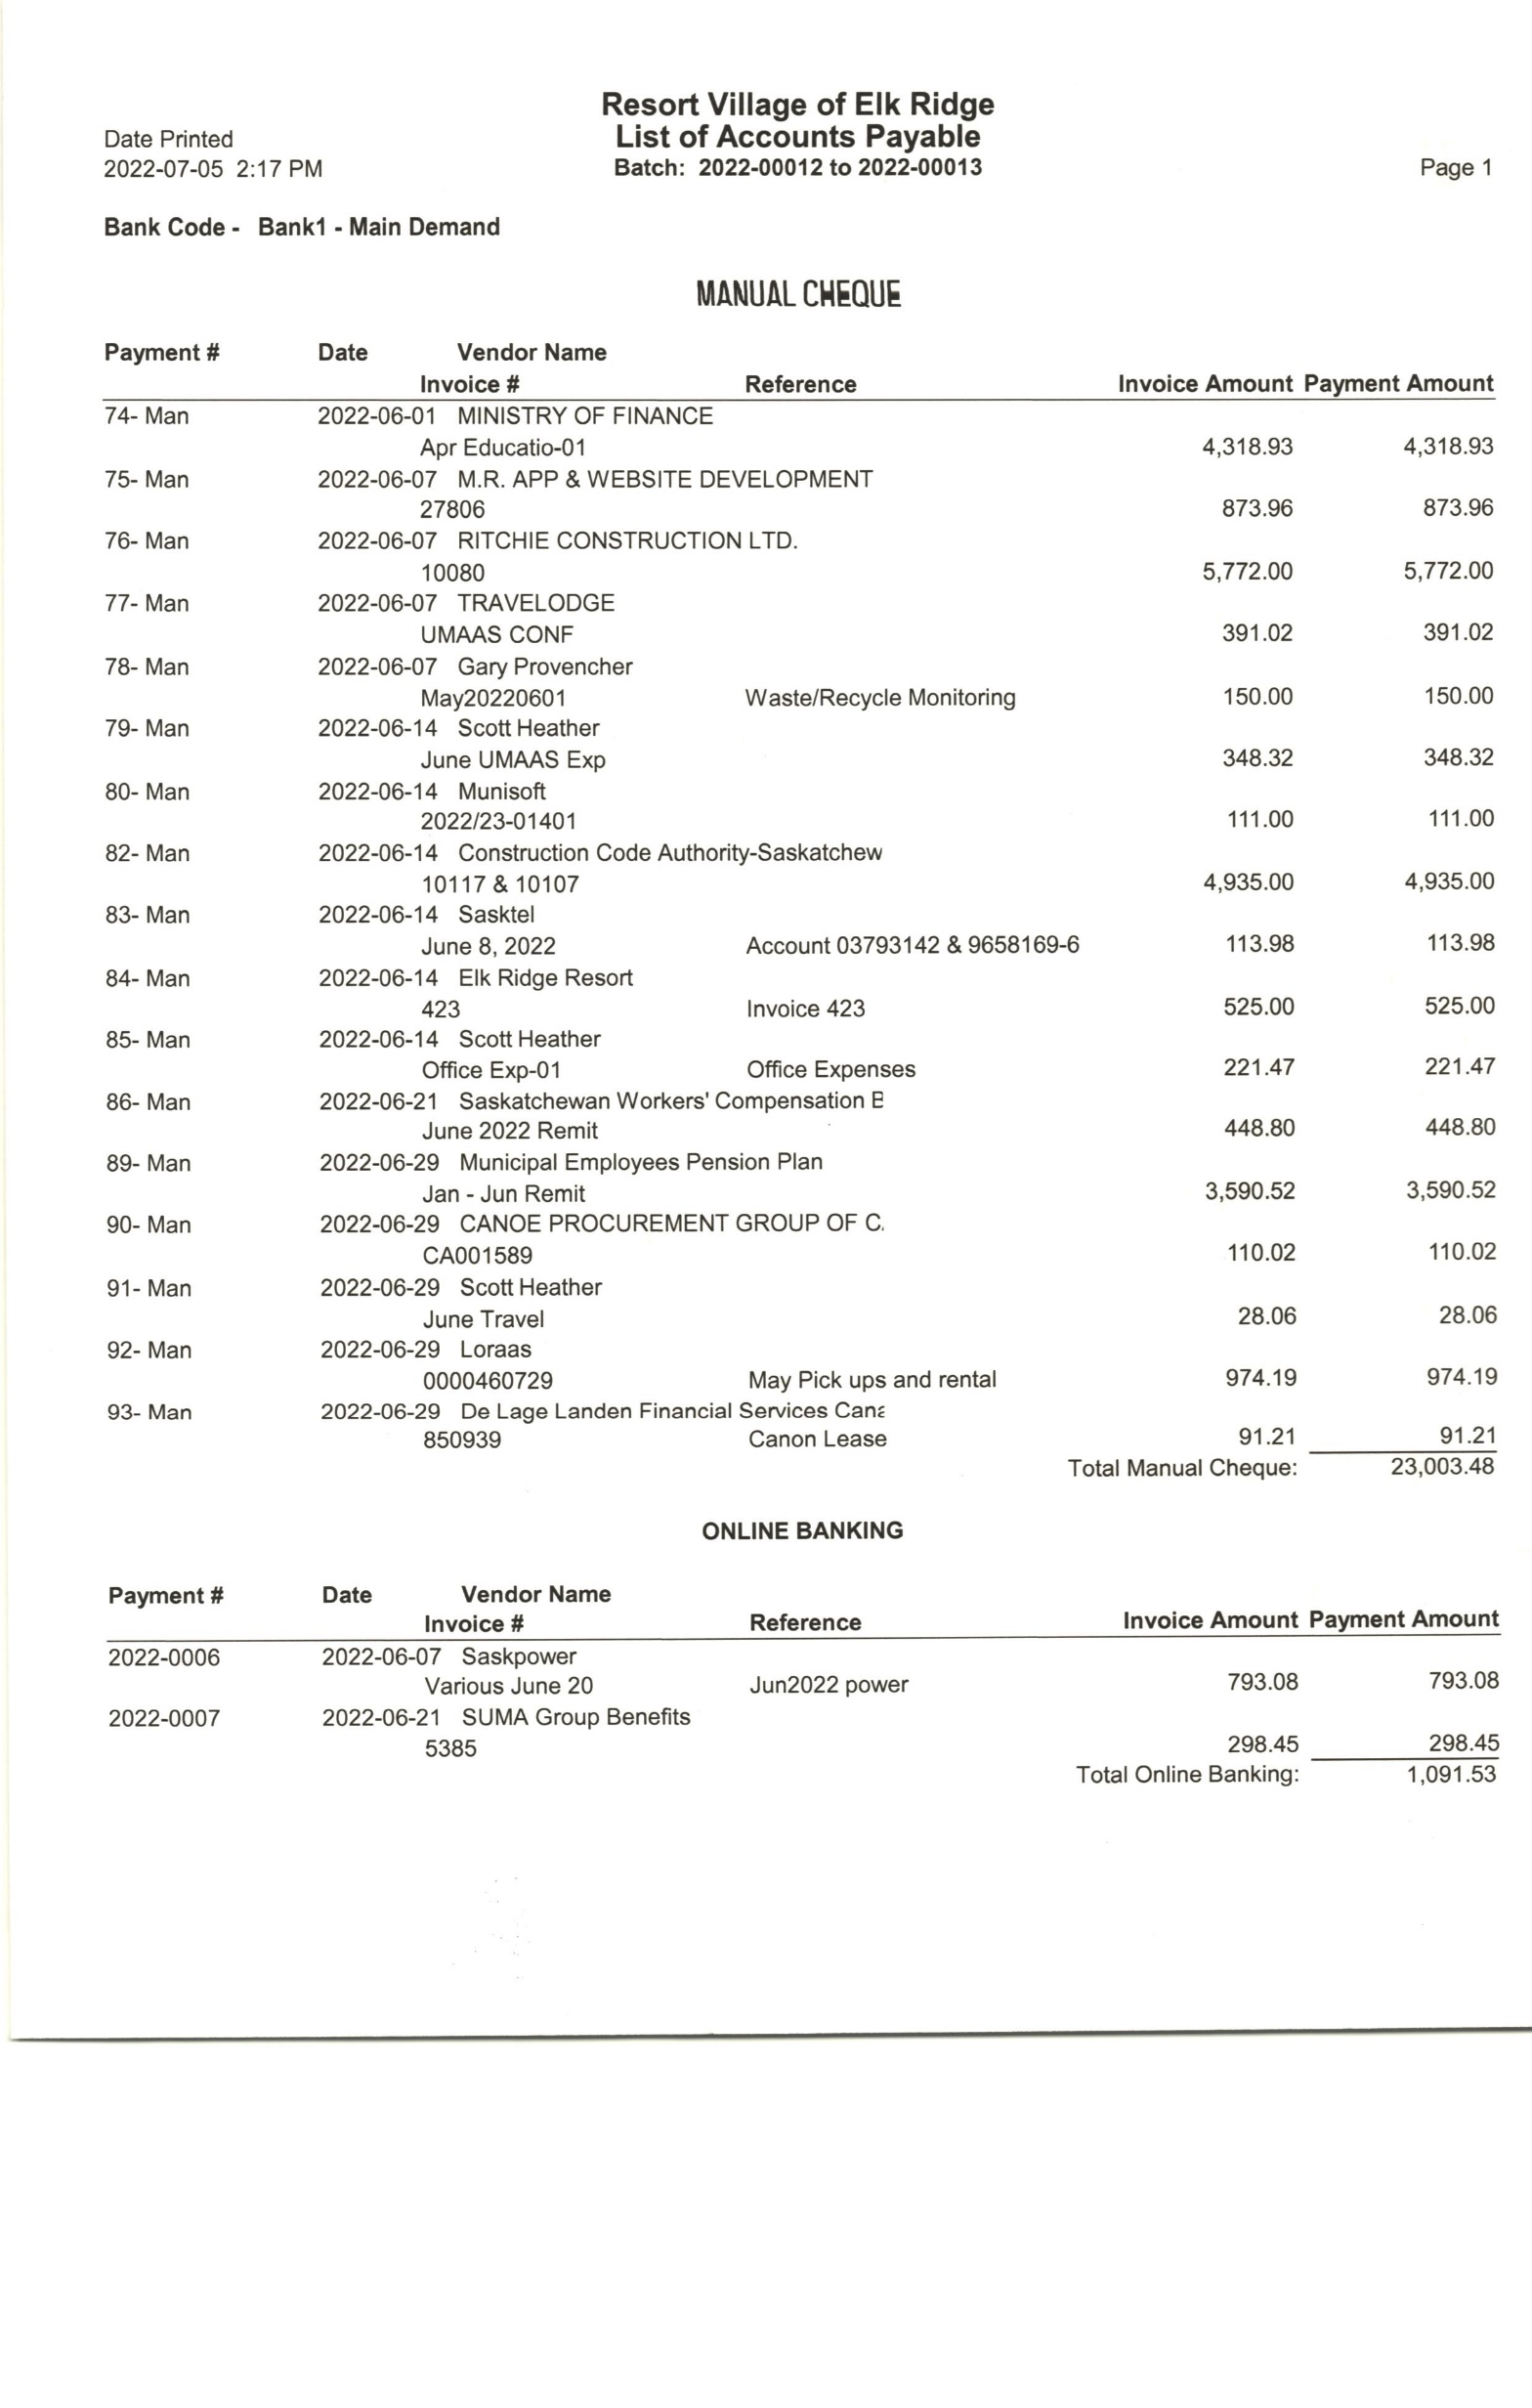 Resort Village of Elk Ridge
Date Printed List of Accounts Payable
2022-07-05 2:17 PM Batch: 2022-00012 to 2022-00013 Page 1
Bank Code - Bank1 - Main Demand
MANUAL CHEQUE
Payment # Date Vendor Name
Invoice # Reference Invoice Amount Payment Amount
74- Man 2022-06-01 MINISTRY OF FINANCE
Apr Educatio-01 4,318.93 4,318.93
75- Man 2022-06-07 M.R. APP & WEBSITE DEVELOPMENT
27806 873.96 873.96
76- Man 2022-06-07 RITCHIE CONSTRUCTION LTD.
10080 5,772.00 5,772.00
77- Man 2022-06-07 TRAVELODGE
UMAAS CONF 391.02 391.02
78- Man 2022-06-07 Gary Provencher
May20220601 Waste/Recycle Monitoring 150.00 150.00
79- Man 2022-06-14 Scott Heather
June UMAAS Exp 348.32 348.32
80- Man 2022-06-14 Munisoft
2022/23-01401 111.00 111.00
82- Man 2022-06-14 Construction Code Authority-Saskatchew
10117 & 10107 4,935.00 4,935.00
83- Man 2022-06-14 Sasktel
June 8, 2022 Account 03793142 & 9658169-6 113.98 113.98
84- Man 2022-06-14 Elk Ridge Resort
423 Invoice 423 525.00 525.00
85- Man 2022-06-14 Scott Heather
Office Exp-01 Office Expenses 221.47 221.47
86- Man 2022-06-21 Saskatchewan Workers' Compensation B
June 2022 Remit 448.80 448.80
89- Man 2022-06-29 Municipal Employees Pension Plan
Jan - Jun Remit 3,590.52 3,590.52
90- Man 2022-06-29 CANOE PROCUREMENT GROUP OF C
CA001589 110.02 110.02
91- Man 2022-06-29 Scott Heather
June Travel 28.06 28.06
92- Man 2022-06-29 Loraas
0000460729 May Pick ups and rental 974.19 974.19
93- Man 2022-06-29 De Lage Landen Financial Services Cana
850939 Canon Lease 91.21 91.21
Total Manual Cheque: 23,003.48
ONLINE BANKING
Payment # Date Vendor Name
Invoice # Reference Invoice Amount Payment Amount
2022-0006 2022-06-07 Saskpower
Various June 20 Jun2022 power 793.08 793.08
2022-0007 2022-06-21 SUMA Group Benefits
5385 298.45 298.45
Total Online Banking: 1,091.53